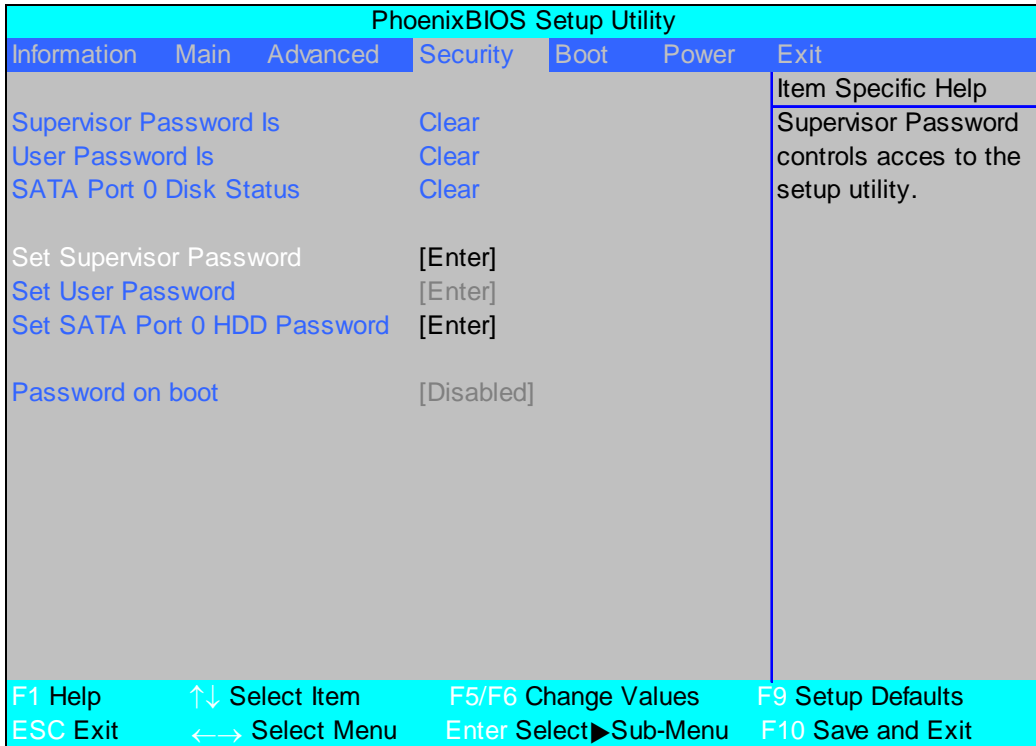 PhoenixBIOS Setup Utility
Information Main Advanced Security Boot Power Exit
Item Specific Help
Supervisor Password Is Clear
User Password Is Clear
SATA Port 0 Disk Status Clear
Supervisor Password
controls acces to the
setup utility.
Set Supervisor Password [Enter]
Set User Password [Enter]
Set SATA Port 0 HDD Password [Enter]
Password on boot [Disabled]
F1 Help ↑↓ Select Item F5/F6 Change Values F9 Setup Defaults
ESC Exit ←→ Select Menu Enter Select▶Sub-Menu F10 Save and Exit